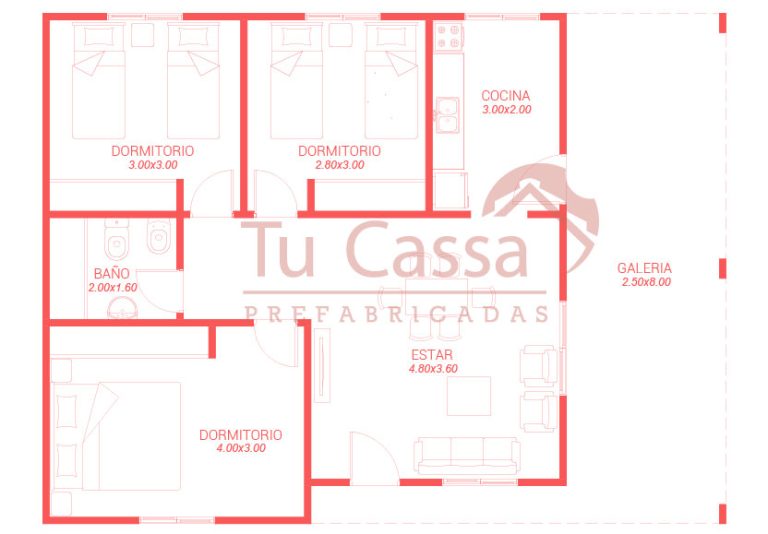 DORMITORIO
3.00x3.00
DORMITORIO
2.80x3.00
COCINA
3.00x2.00
BAÑO
2.00x1.60
Tu Cassa
PREFABRICADAS
GALERIA
2.50x8.00
ESTAR
4.80x3.60
DORMITORIO
4.00x3.00